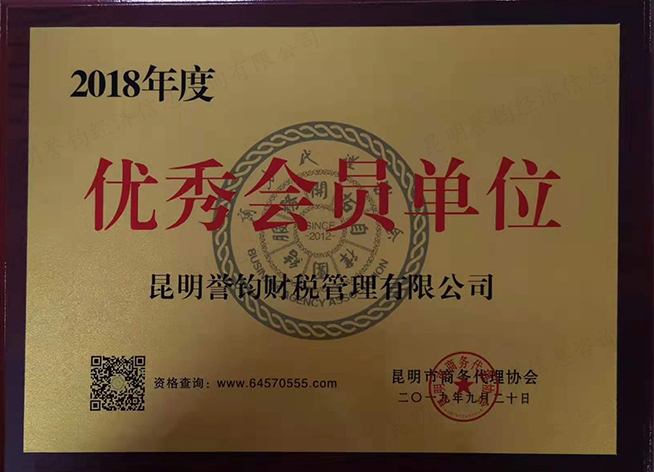 2018年度
优秀会员单位
SINCE
-2012-
昆明誉钧财税管理有限公司
资格查询：www.64570555.com
昆明市商务代理协会
二〇一九年九月二十日